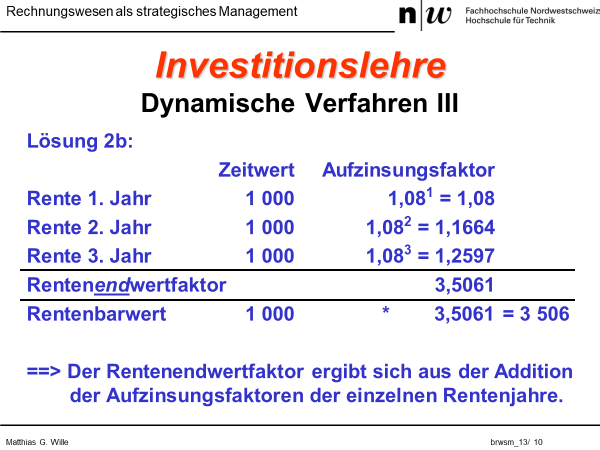 Rechnungswesen als strategisches Management
n|w Fachhochschule Nordwestschweiz
Hochschule für Technik
Investitionslehre
Dynamische Verfahren III
Lösung 2b:
Zeitwert Aufzinsungsfaktor
Rente 1. Jahr 1 000 1,08¹ = 1,08
Rente 2. Jahr 1 000 1,08² = 1,1664
Rente 3. Jahr 1 000 1,08³ = 1,2597
Rentenendwertfaktor 3,5061
Rentenbarwert 1 000 * 3,5061 = 3 506
==> Der Rentenendwertfaktor ergibt sich aus der Addition
der Aufzinsungsfaktoren der einzelnen Rentenjahre.
Matthias G. Wille brwsm_13/ 10